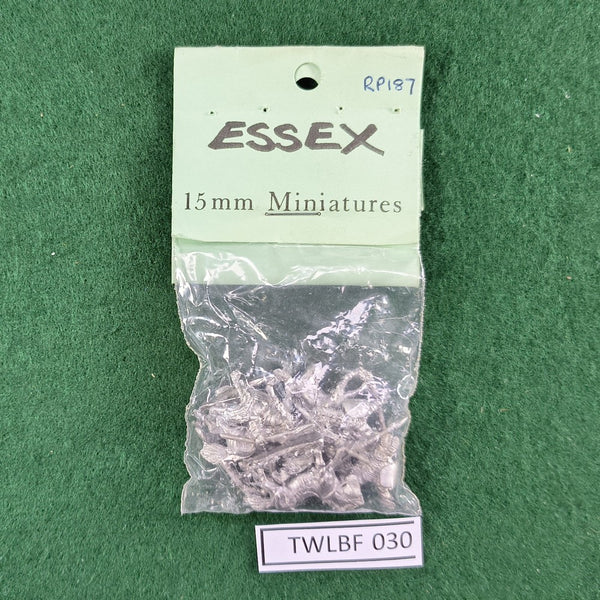 RP187
ESSEX
15mm Miniatures
TWLBF 030